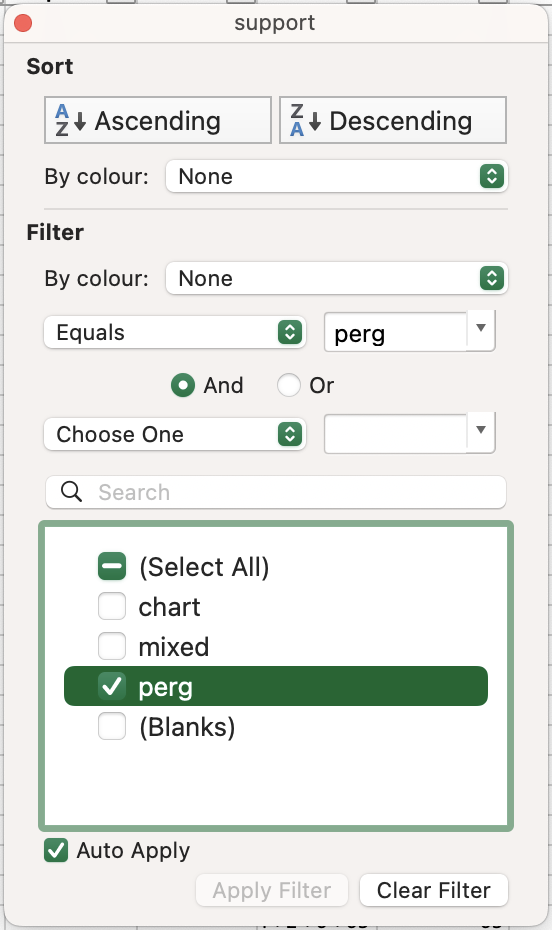 support
Sort
A Z Ascending Z A Descending
By colour: None
Filter
By colour: None
Equals perg
And Or
Choose One
Search
(Select All)
chart
mixed
perg
(Blanks)
Auto Apply
Apply Filter Clear Filter